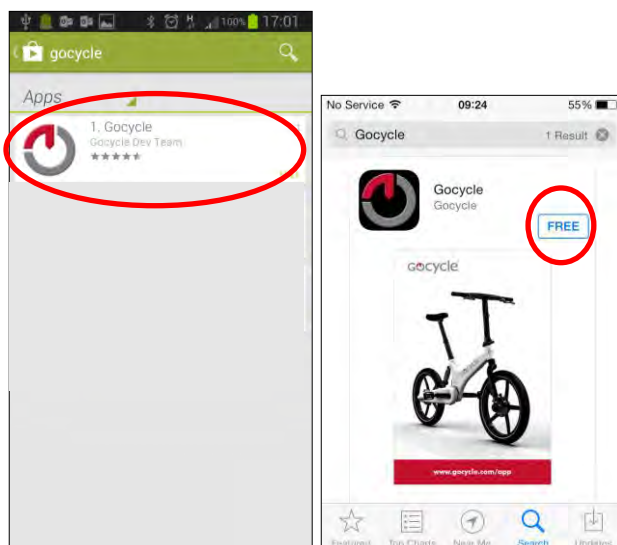 100% 17:01
gocycle
Apps
1. Gocycle
Gocycle Dev Team
No Service 09:24 55%
Gocycle 1 Result
Gocycle
Gocycle
FREE
gocycle
www.gocycle.com/app
Featured Top Charts Near Me Search Updates